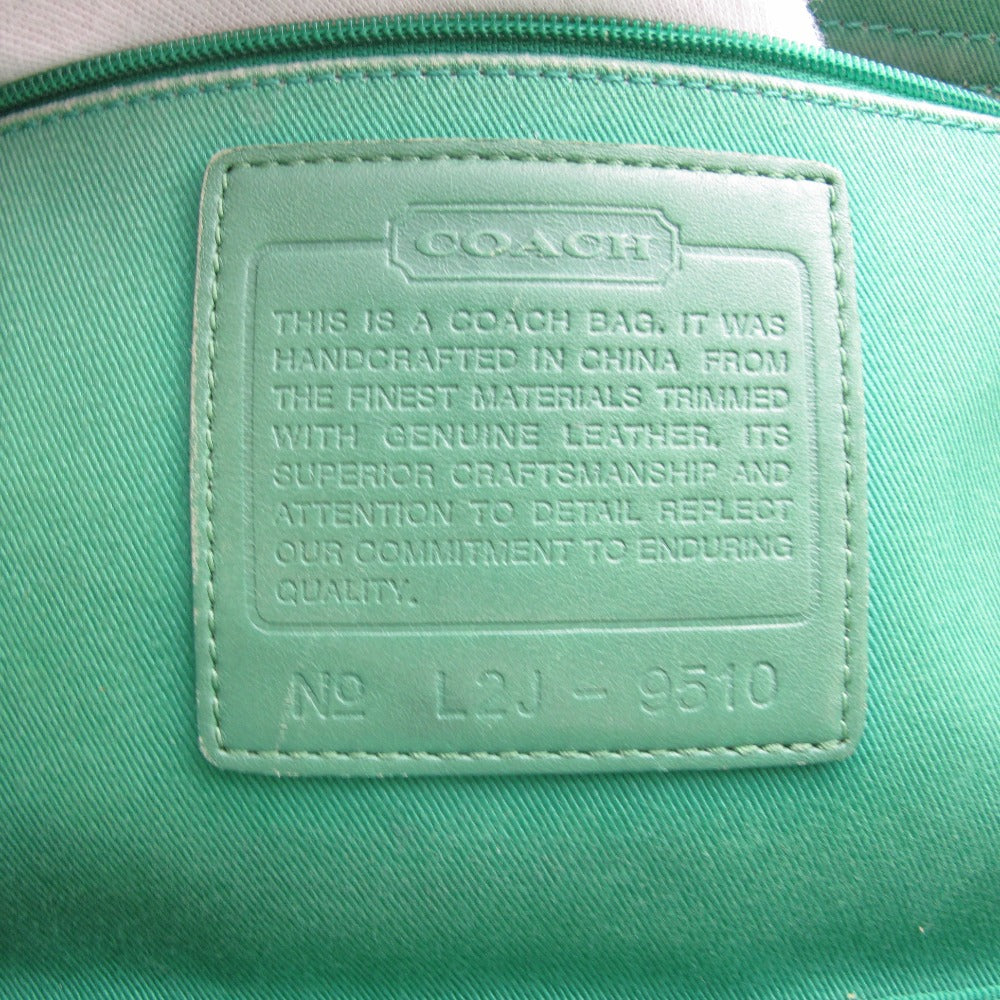 COACH
THIS IS A COACH BAG. IT WAS
HANDCRAFTED IN CHINA FROM
THE FINEST MATERIALS TRIMMED
WITH GENUINE LEATHER. ITS
SUPERIOR CRAFTSMANSHIP AND
ATTENTION TO DETAIL REFLECT
OUR COMMITMENT TO ENDURING
QUALITY.
Nº L2J - 9510